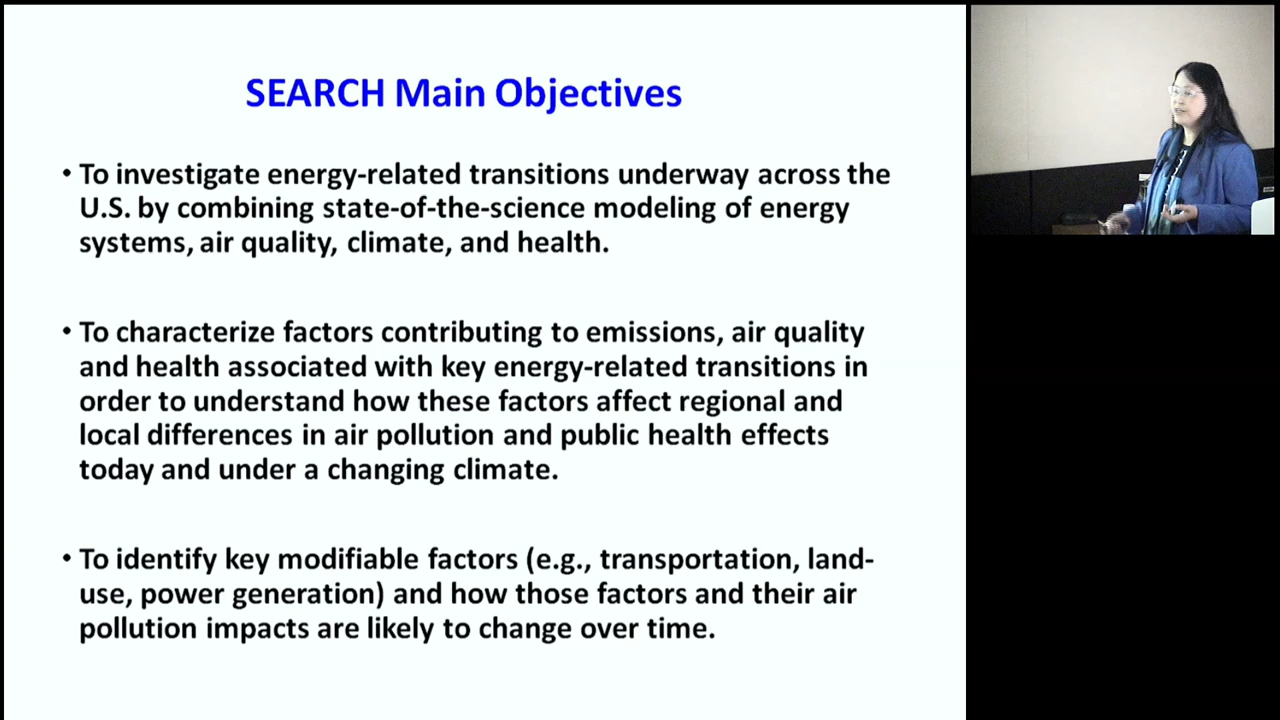 SEARCH Main Objectives
• To investigate energy-related transitions underway across the
U.S. by combining state-of-the-science modeling of energy
systems, air quality, climate, and health.
• To characterize factors contributing to emissions, air quality
and health associated with key energy-related transitions in
order to understand how these factors affect regional and
local differences in air pollution and public health effects
today and under a changing climate.
• To identify key modifiable factors (e.g., transportation, land-
use, power generation) and how those factors and their air
pollution impacts are likely to change over time.